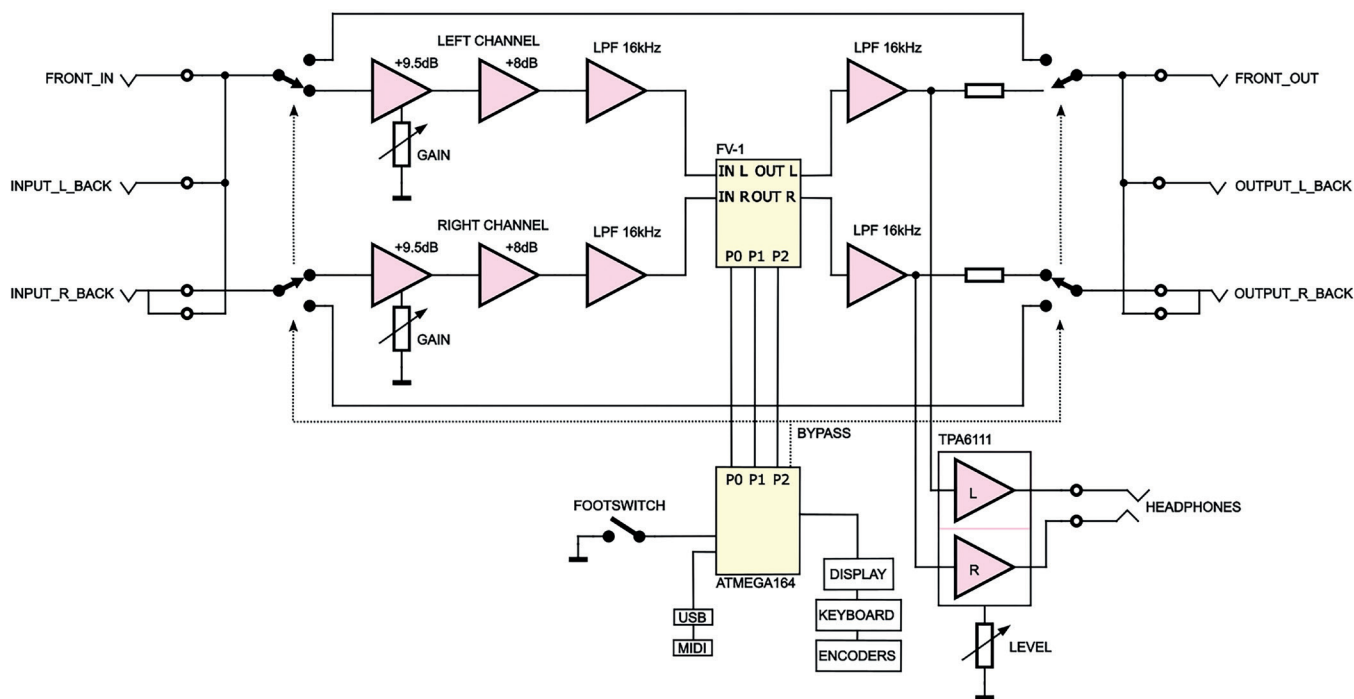 LEFT CHANNEL
LPF 16kHz
+9.5dB
+8dB
FRONT_IN
FRONT_OUT
GAIN
FV-1
IN L OUT L
IN R OUT R
P0 P1 P2
INPUT_L_BACK
OUTPUT_L_BACK
RIGHT CHANNEL
LPF 16kHz
LPF 16kHz
LPF 16kHz
+9.5dB
+8dB
INPUT_R_BACK
OUTPUT_R_BACK
GAIN
BYPASS
TPA6111
P0 P1 P2
L
FOOTSWITCH
HEADPHONES
R
ATMEGA164
DISPLAY
USB
KEYBOARD
MIDI
ENCODERS
LEVEL